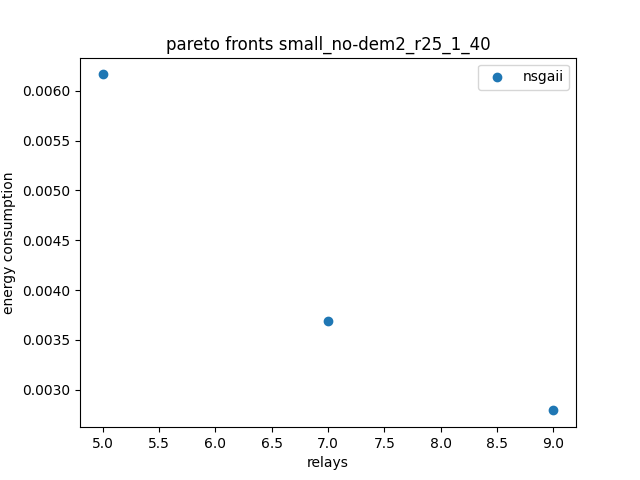 pareto fronts small_no-dem2_r25_1_40
nsgaii
energy consumption
0.0060
0.0055
0.0050
0.0045
0.0040
0.0035
0.0030
5.0 5.5 6.0 6.5 7.0 7.5 8.0 8.5 9.0
relays